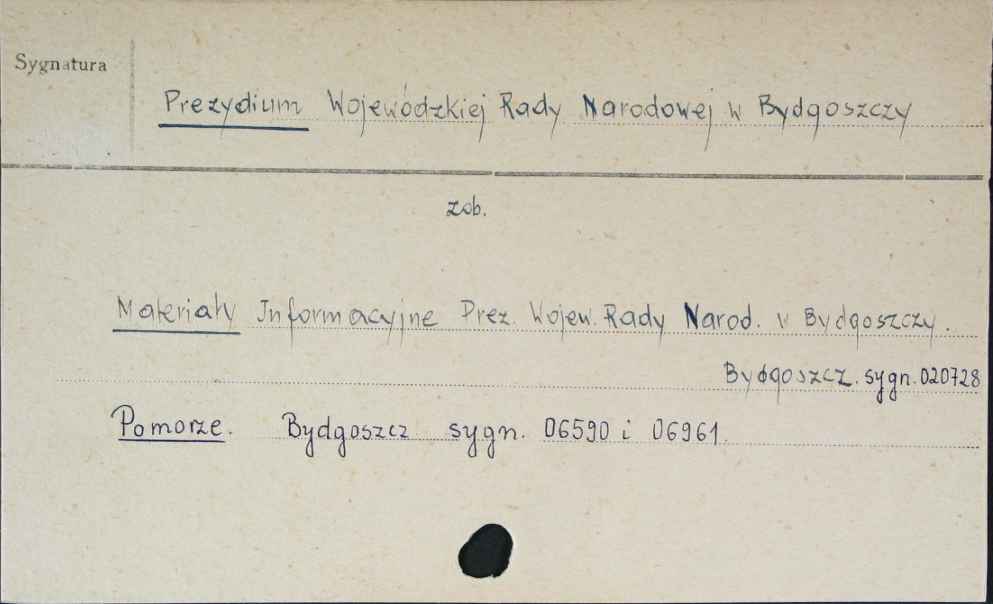 Sygnatura
Prezydium Wojewódzkiej Rady Narodowej w Bydgoszczy
zob.
Materiały Informacyjne Prez. Wojew. Rady Narod. w Bydgoszczy.
Bydgoszcz. sygn. 020728
Pomorze. Bydgoszcz sygn. 06590 i 06961.